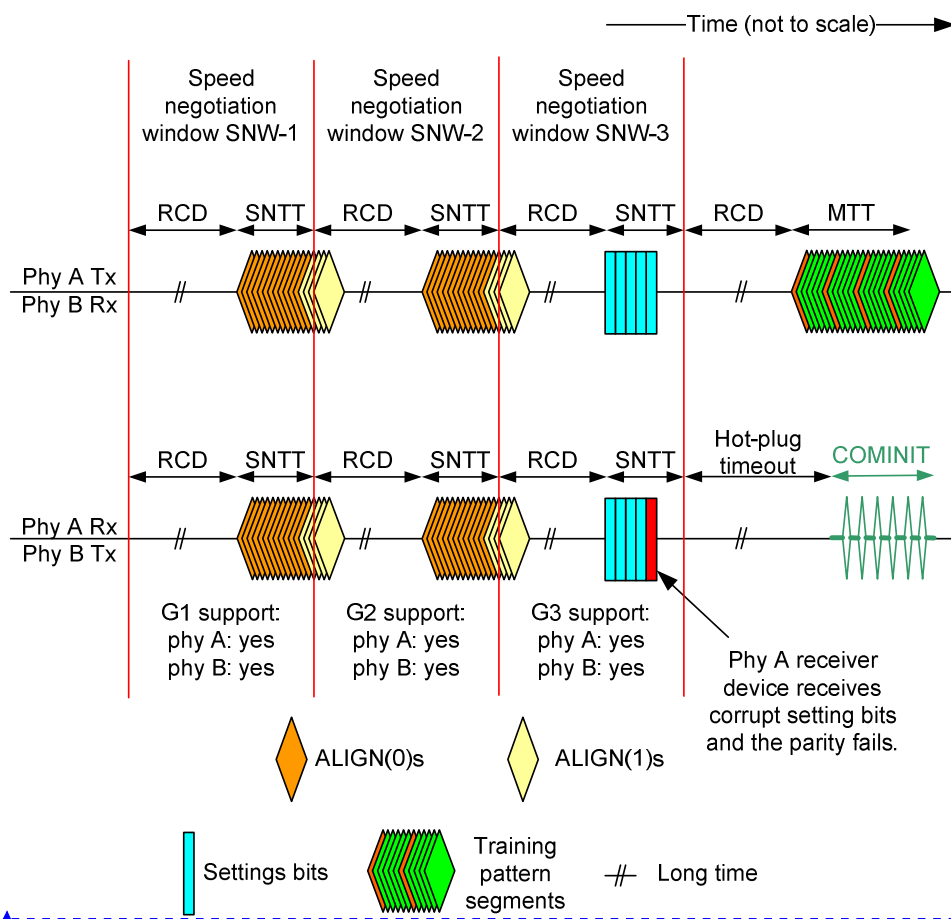 Time (not to scale)
Speed
negotiation
window SNW-1
Speed
negotiation
window SNW-2
Speed
negotiation
window SNW-3
RCD
SNTT
RCD
SNTT
RCD
SNTT
RCD
MTT
Phy A Tx
Phy B Rx
RCD
SNTT
RCD
SNTT
RCD
SNTT
Hot-plug
timeout
COMINIT
Phy A Rx
Phy B Tx
G1 support:
phy A: yes
phy B: yes
G2 support:
phy A: yes
phy B: yes
G3 support:
phy A: yes
phy B: yes
Phy A receiver
device receives
corrupt setting bits
and the parity fails.
ALIGN(0)s
ALIGN(1)s
Settings bits
Training
pattern
segments
Long time